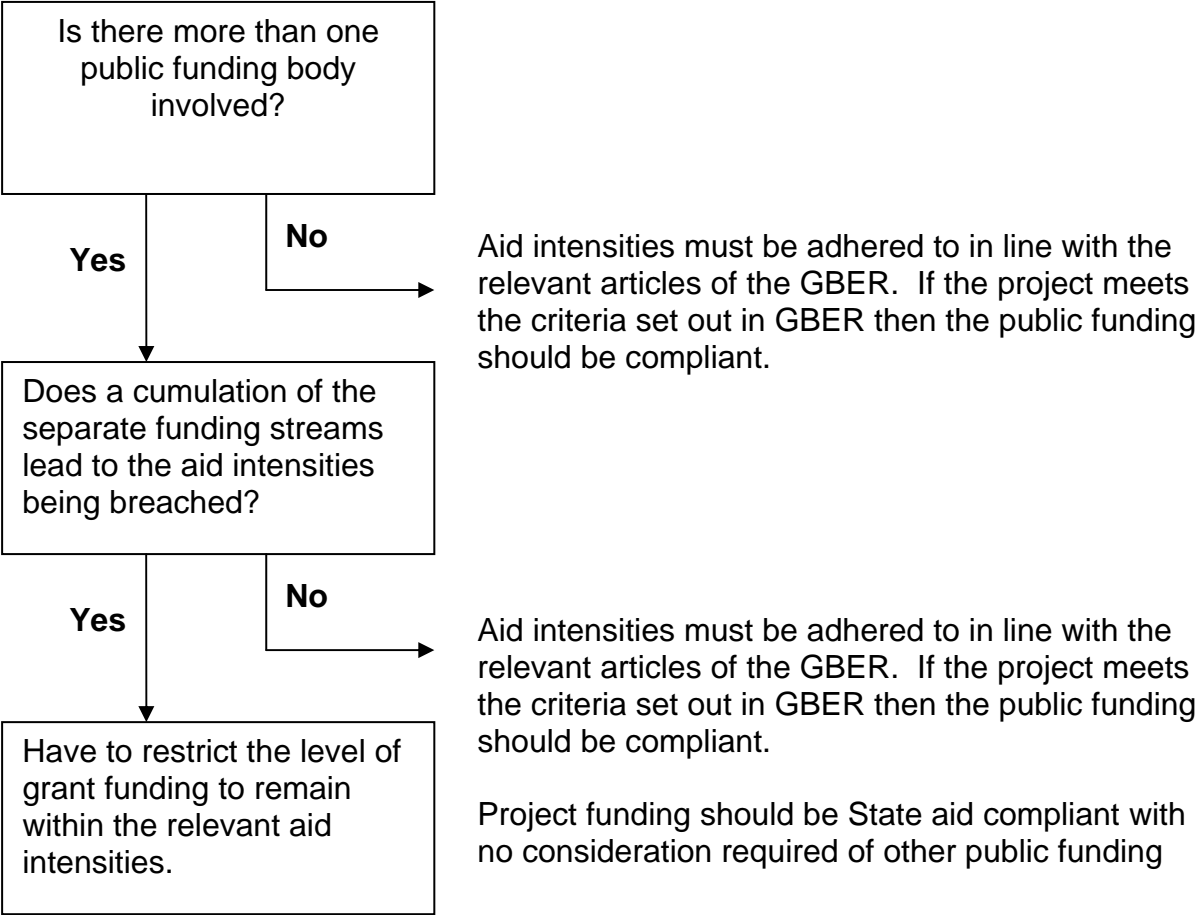 Is there more than one
public funding body
involved?
Yes
No
Aid intensities must be adhered to in line with the
relevant articles of the GBER.  If the project meets
the criteria set out in GBER then the public funding
should be compliant.
Does a cumulation of the
separate funding streams
lead to the aid intensities
being breached?
Yes
No
Aid intensities must be adhered to in line with the
relevant articles of the GBER.  If the project meets
the criteria set out in GBER then the public funding
should be compliant.
Have to restrict the level of
grant funding to remain
within the relevant aid
intensities.
Project funding should be State aid compliant with
no consideration required of other public funding